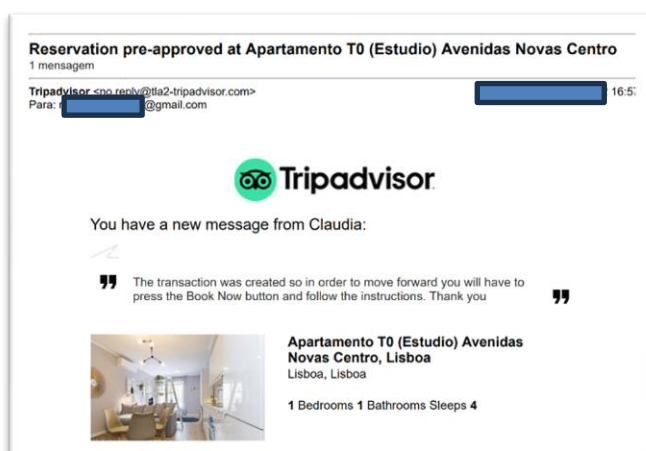 Reservation pre-approved at Apartamento T0 (Estudio) Avenidas Novas Centro
1 mensagem
Tripadvisor <no.reply@tla2-tripadvisor.com>
16:57
Para: @gmail.com
Tripadvisor
You have a new message from Claudia:
The transaction was created so in order to move forward you will have to
press the Book Now button and follow the instructions. Thank you
Apartamento T0 (Estudio) Avenidas
Novas Centro, Lisboa
Lisboa, Lisboa
1 Bedrooms 1 Bathrooms Sleeps 4